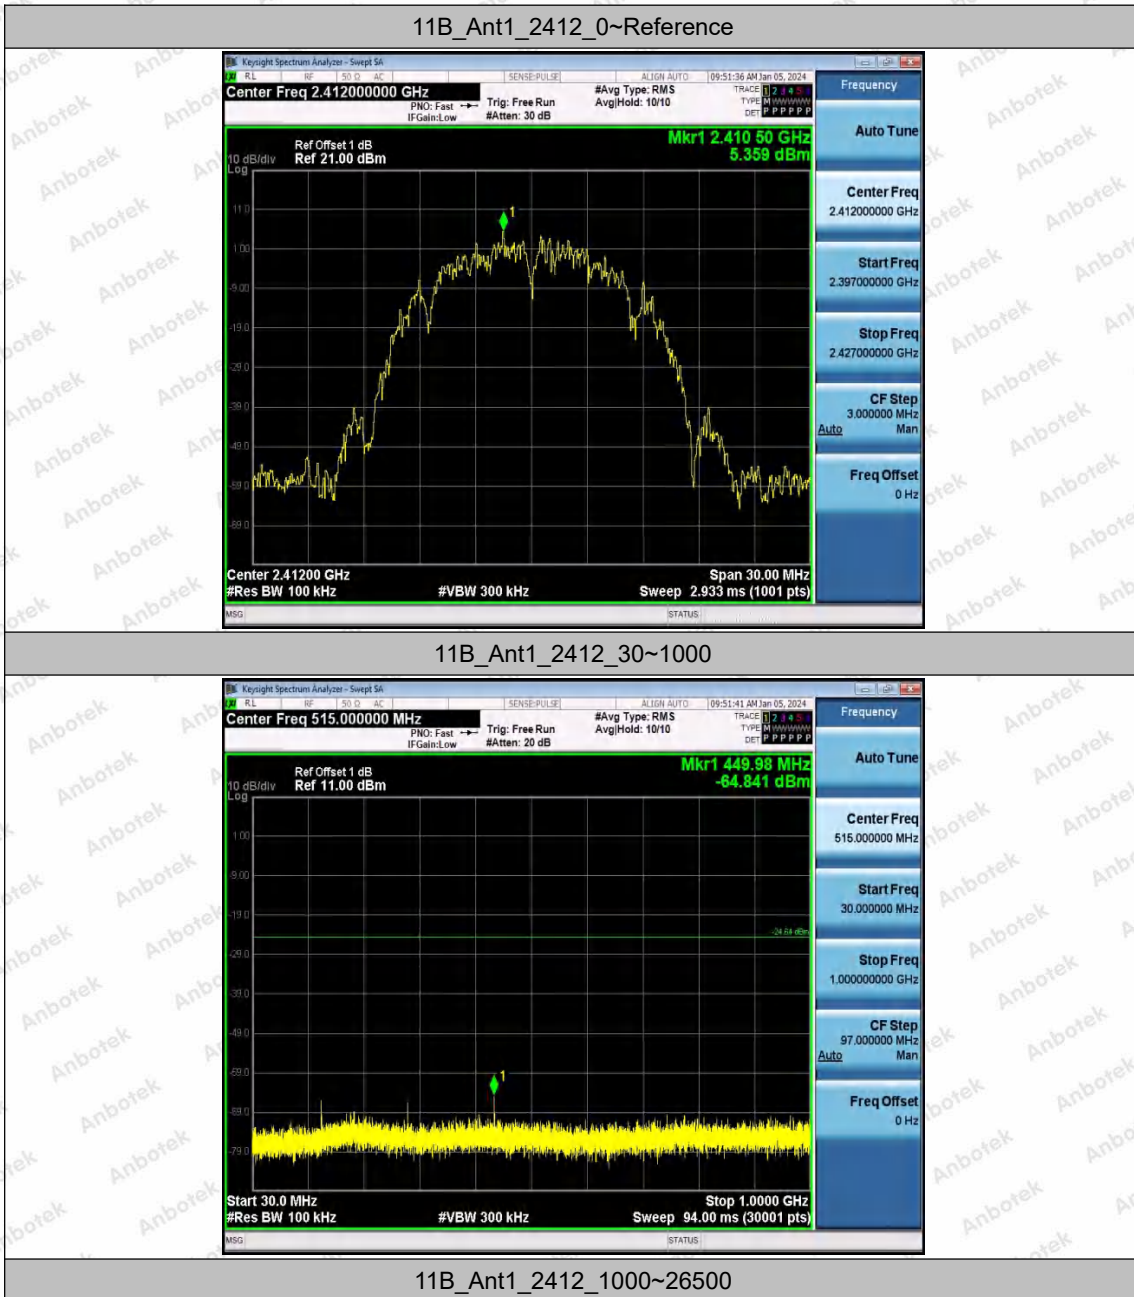 11B_Ant1_2412_0~Reference
Keysight Spectrum Analyzer - Swept SA
RL RF 50 Ω AC SENSE:PULSE ALIGN AUTO 09:51:36 AM Jan 05, 2024
Center Freq 2.412000000 GHz #Avg Type: RMS TRACE 1 2 3 4 5 6
PNO: Fast Trig: Free Run Avg|Hold: 10/10 TYPE M WWWWW
IFGain:Low #Atten: 30 dB DET P P P P P P
Frequency
Auto Tune
Mkr1 2.410 50 GHz
5.359 dBm
Ref Offset 1 dB
10 dB/div Ref 21.00 dBm
Log
1
11.0
1.00
-9.00
-19.0
-29.0
-39.0
-49.0
-59.0
-69.0
Center Freq
2.412000000 GHz
Start Freq
2.397000000 GHz
Stop Freq
2.427000000 GHz
CF Step
3.000000 MHz
Auto Man
Freq Offset
0 Hz
Center 2.41200 GHz Span 30.00 MHz
#Res BW 100 kHz #VBW 300 kHz Sweep 2.933 ms (1001 pts)
MSG STATUS
11B_Ant1_2412_30~1000
Keysight Spectrum Analyzer - Swept SA
RL RF 50 Ω AC SENSE:PULSE ALIGN AUTO 09:51:41 AM Jan 05, 2024
Center Freq 515.000000 MHz #Avg Type: RMS TRACE 1 2 3 4 5 6
PNO: Fast Trig: Free Run Avg|Hold: 10/10 TYPE M WWWWW
IFGain:Low #Atten: 20 dB DET P P P P P P
Frequency
Auto Tune
Mkr1 449.98 MHz
-64.841 dBm
Ref Offset 1 dB
10 dB/div Ref 11.00 dBm
Log
1.00
-9.00
-19.0
-24.64 dBm
-29.0
-39.0
-49.0
-59.0
1
-69.0
-79.0
Center Freq
515.000000 MHz
Start Freq
30.000000 MHz
Stop Freq
1.000000000 GHz
CF Step
97.000000 MHz
Auto Man
Freq Offset
0 Hz
Start 30.0 MHz Stop 1.0000 GHz
#Res BW 100 kHz #VBW 300 kHz Sweep 94.00 ms (30001 pts)
MSG STATUS
11B_Ant1_2412_1000~26500
Anbotek